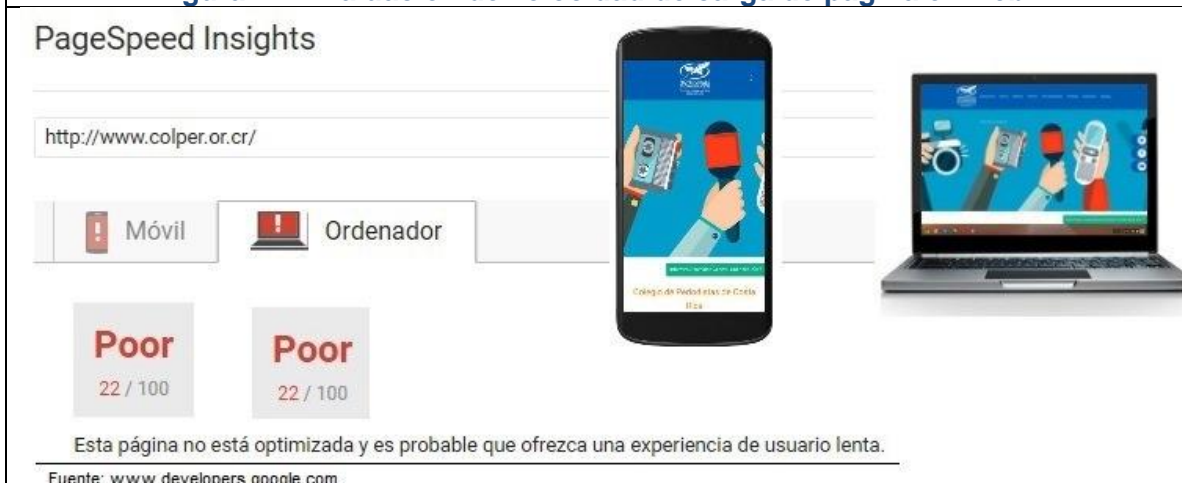 PageSpeed Insights
http://www.colper.or.cr/
Móvil
Ordenador
Colegio de Periodistas de Costa
Rica
Poor
22 / 100
Poor
22 / 100
Esta página no está optimizada y es probable que ofrezca una experiencia de usuario lenta.
Fuente: www.developers.google.com